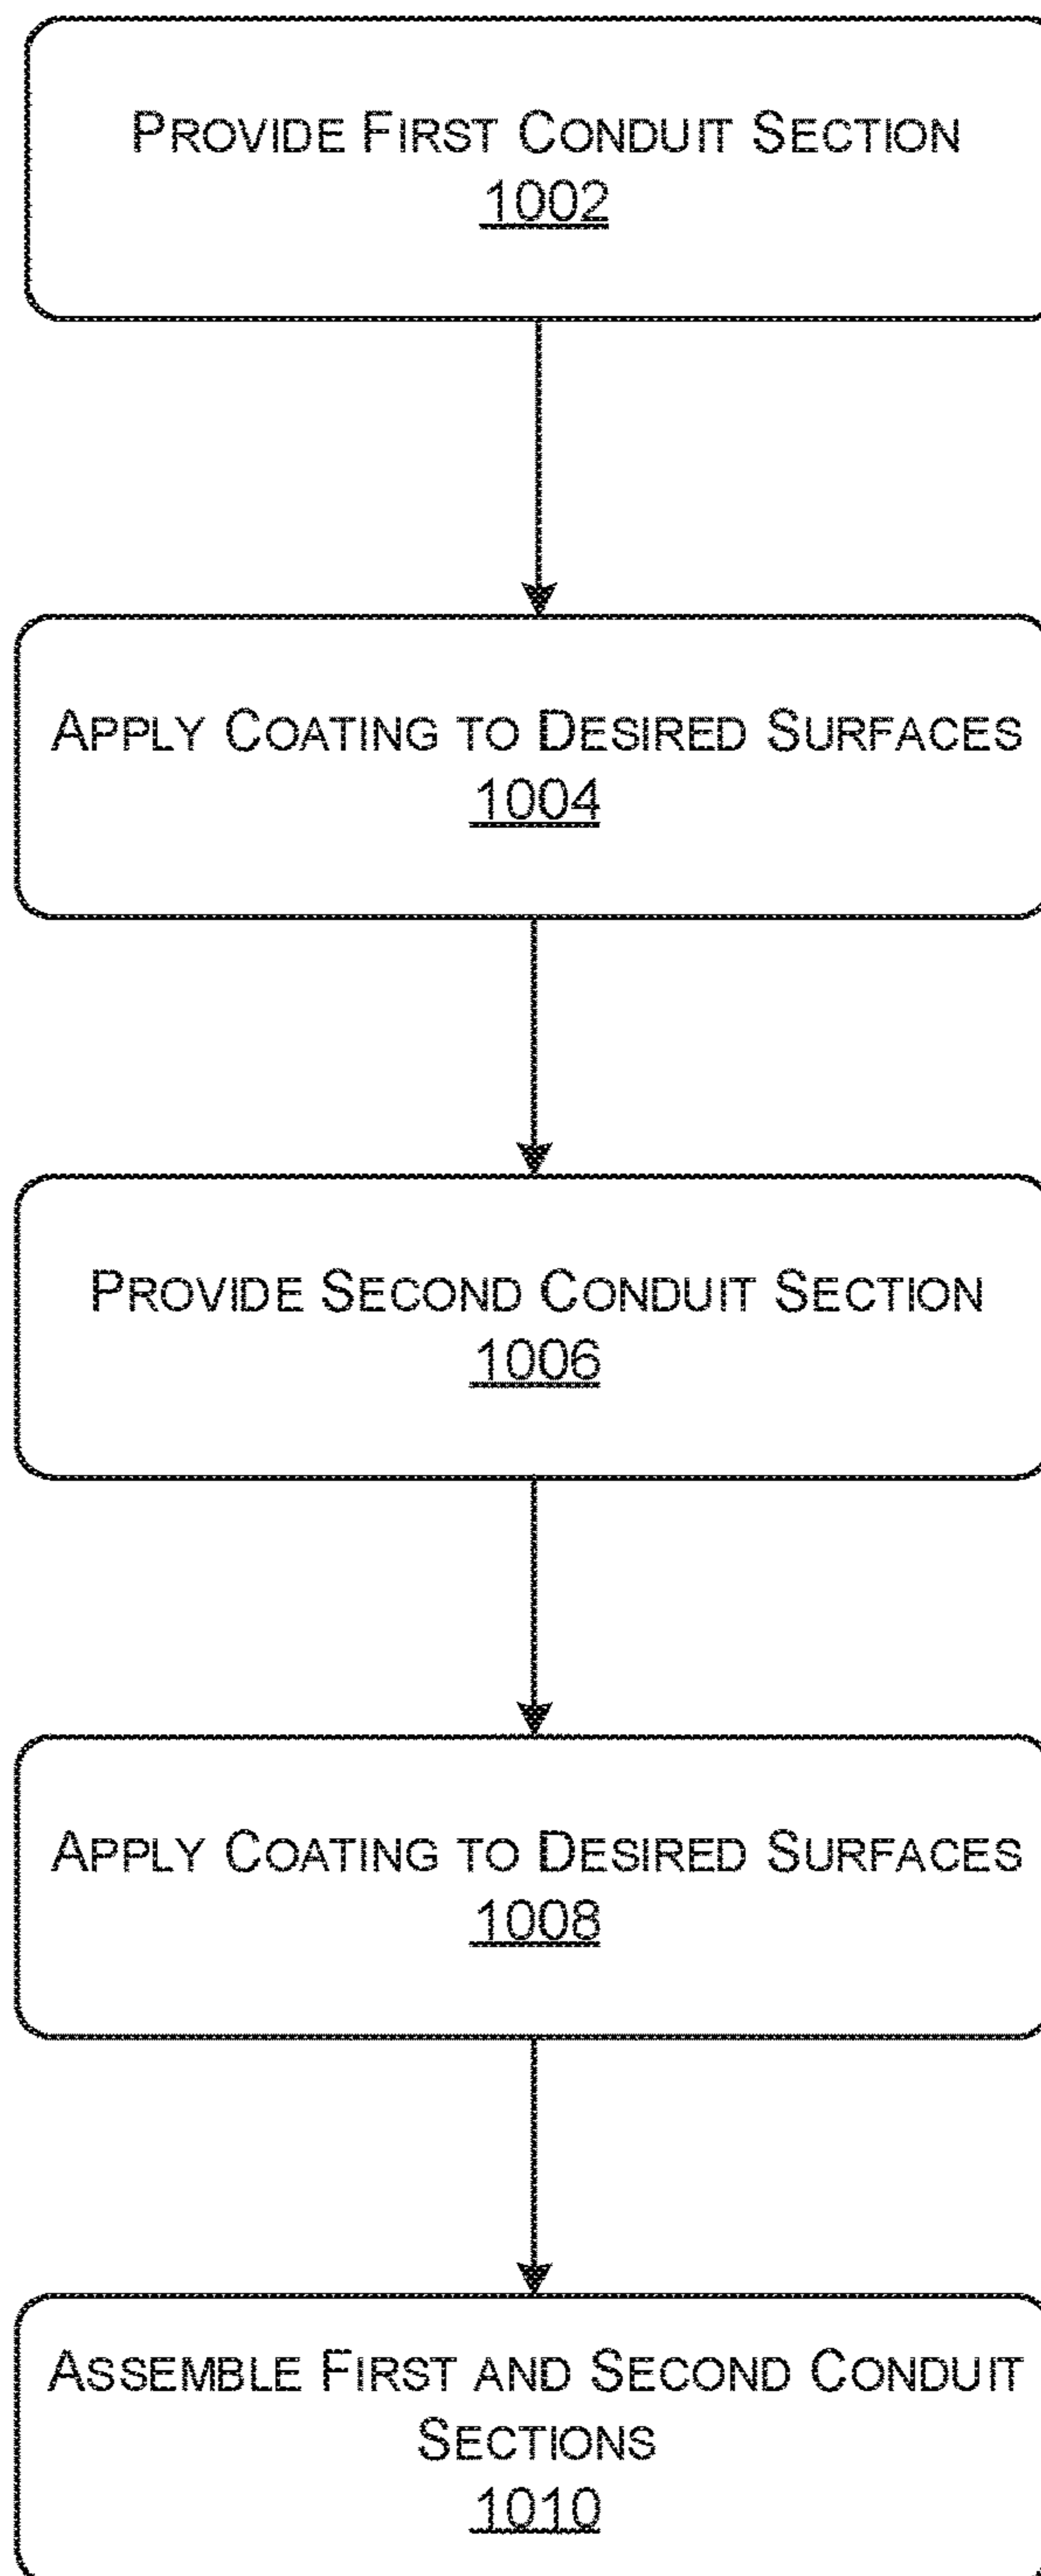 PROVIDE FIRST CONDUIT SECTION
1002
APPLY COATING TO DESIRED SURFACES
1004
PROVIDE SECOND CONDUIT SECTION
1006
APPLY COATING TO DESIRED SURFACES
1008
ASSEMBLE FIRST AND SECOND CONDUIT
SECTIONS
1010